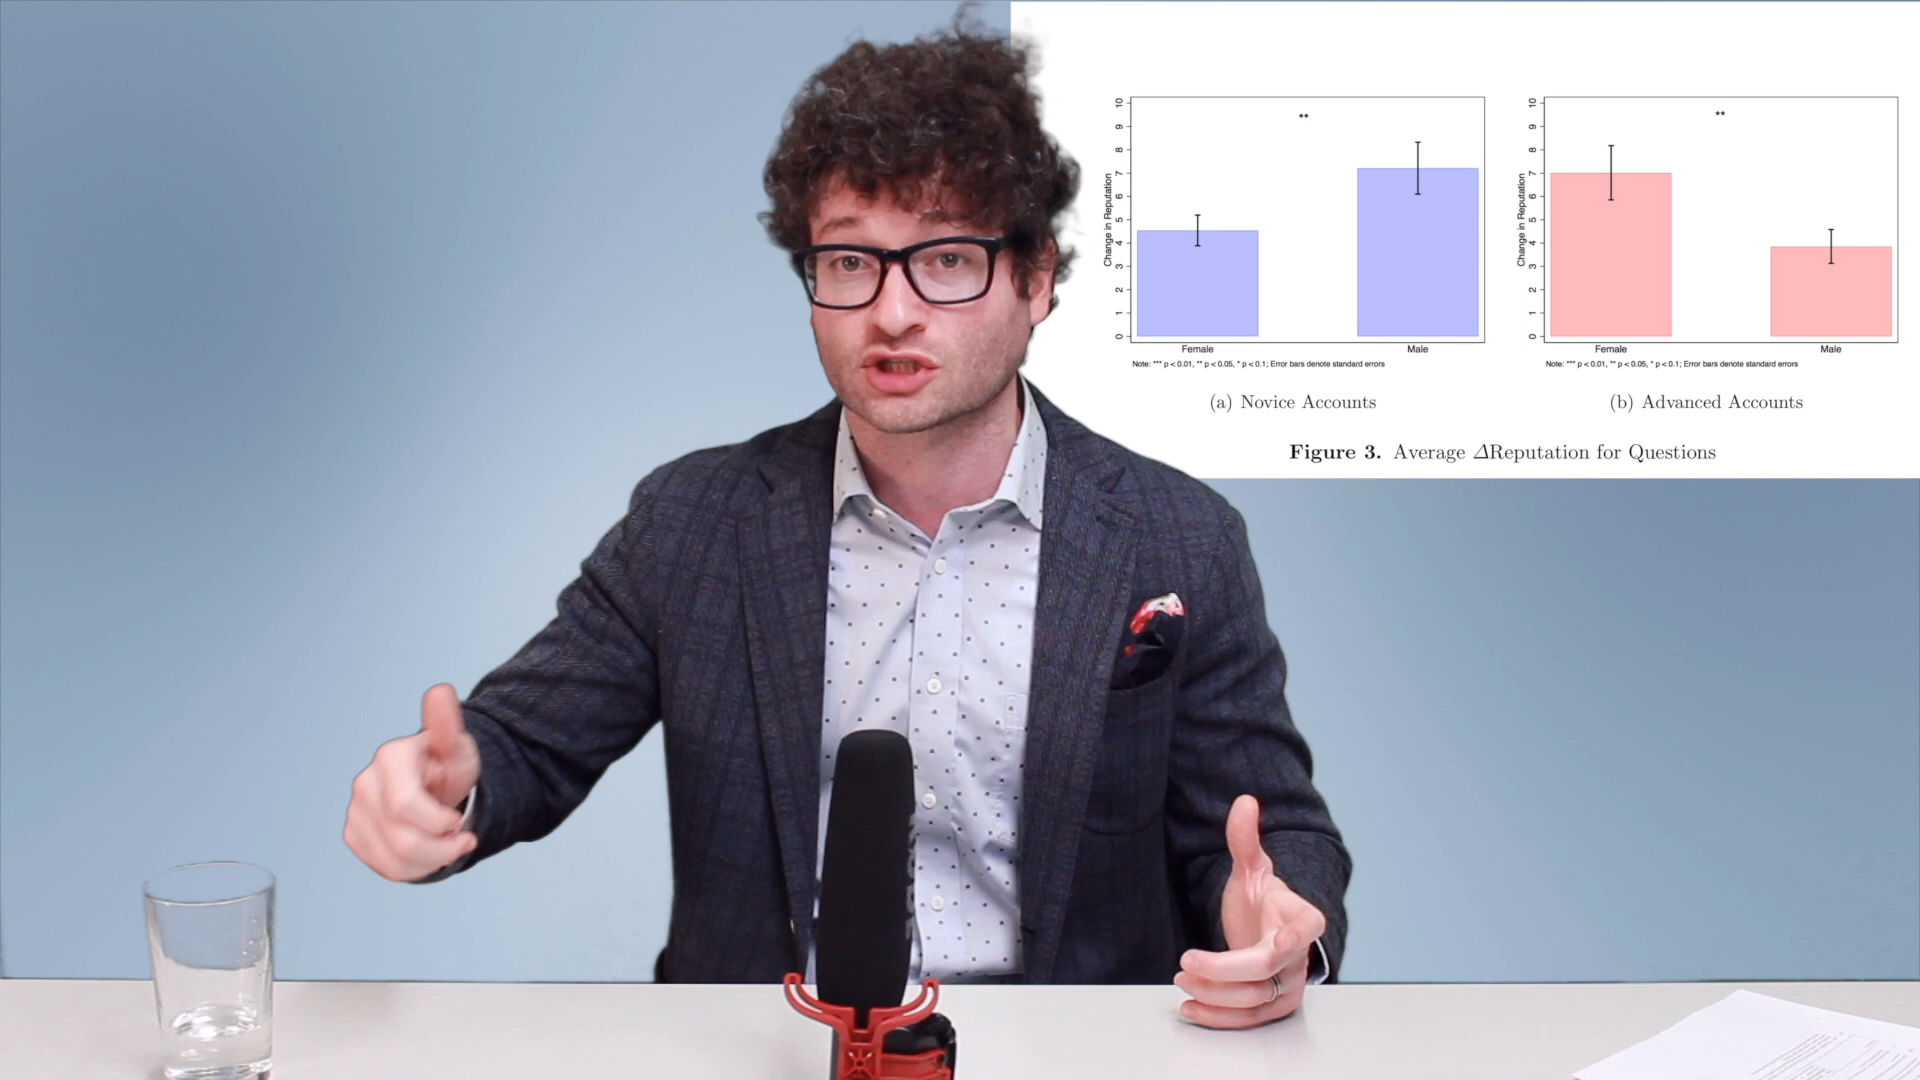 **
10
9
8
7
6
5
4
3
2
1
0
Change in Reputation
Female
Male
Note: *** p < 0.01, ** p < 0.05, * p < 0.1; Error bars denote standard errors
(a) Novice Accounts
**
10
9
8
7
6
5
4
3
2
1
0
Change in Reputation
Female
Male
Note: *** p < 0.01, ** p < 0.05, * p < 0.1; Error bars denote standard errors
(b) Advanced Accounts
Figure 3. Average ΔReputation for Questions